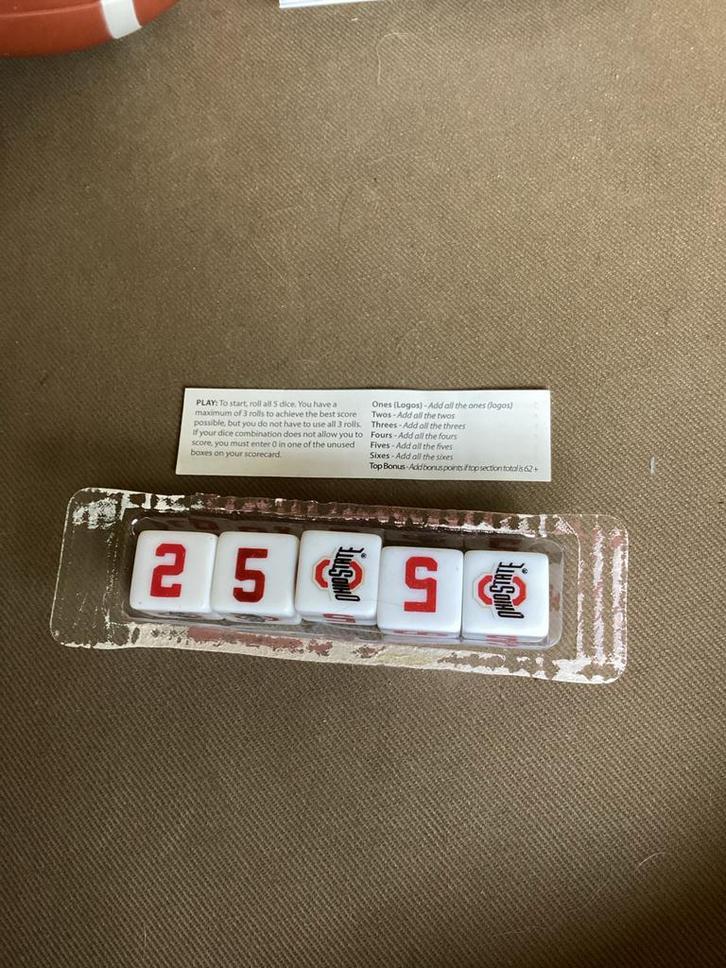 PLAY: To start, roll all 5 dice. You have a
maximum of 3 rolls to achieve the best score
possible, but you do not have to use all 3 rolls.
If your dice combination does not allow you to
score, you must enter 0 in one of the unused
boxes on your scorecard.
Ones (Logos) - Add all the ones (logos)
Twos - Add all the twos
Threes - Add all the threes
Fours - Add all the fours
Fives - Add all the fives
Sixes - Add all the sixes
Top Bonus - Add bonus points if top section total is 62+
2 5 OHIO STATE 5 OHIO STATE